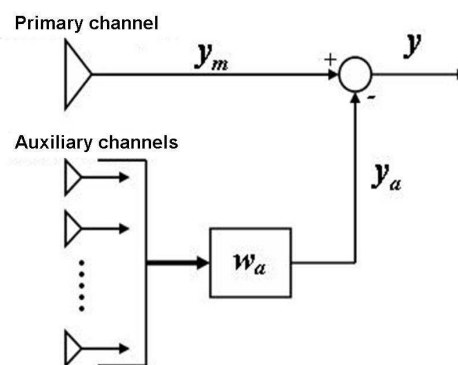 Primary channel
y_m
+
y
-
Auxiliary channels
y_a
w_a